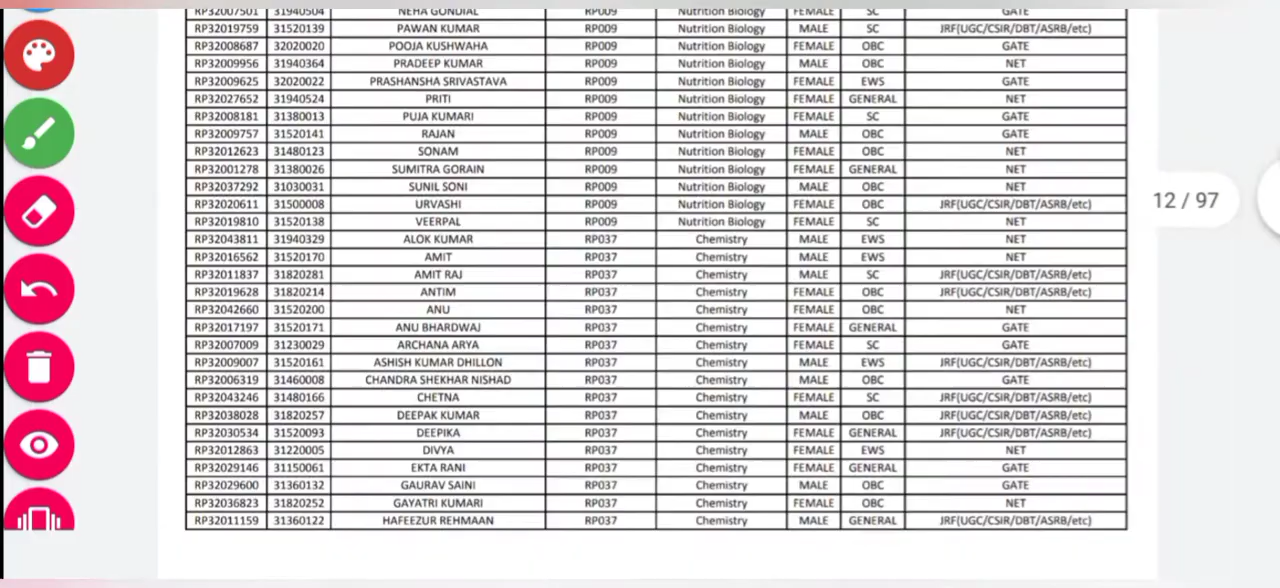 RP32007501 31940504 NEHA GONDIAL RP009 Nutrition Biology FEMALE SC GATE
RP32019759 31520139 PAWAN KUMAR RP009 Nutrition Biology MALE SC JRF(UGC/CSIR/DBT/ASRB/etc)
RP32008687 32020020 POOJA KUSHWAHA RP009 Nutrition Biology FEMALE OBC GATE
RP32009956 31940364 PRADEEP KUMAR RP009 Nutrition Biology MALE OBC NET
RP32009625 32020022 PRASHANSHA SRIVASTAVA RP009 Nutrition Biology FEMALE EWS GATE
RP32027652 31940524 PRITI RP009 Nutrition Biology FEMALE GENERAL NET
RP32008181 31380013 PUJA KUMARI RP009 Nutrition Biology FEMALE SC GATE
RP32009757 31520141 RAJAN RP009 Nutrition Biology MALE OBC GATE
RP32012623 31480123 SONAM RP009 Nutrition Biology FEMALE OBC NET
RP32001278 31380026 SUMITRA GORAIN RP009 Nutrition Biology FEMALE GENERAL NET
RP32037292 31030031 SUNIL SONI RP009 Nutrition Biology MALE OBC NET
RP32020611 31500008 URVASHI RP009 Nutrition Biology FEMALE OBC JRF(UGC/CSIR/DBT/ASRB/etc)
12 / 97
RP32019810 31520138 VEERPAL RP009 Nutrition Biology FEMALE SC NET
RP32043811 31940329 ALOK KUMAR RP037 Chemistry MALE EWS NET
RP32016562 31520170 AMIT RP037 Chemistry MALE EWS NET
RP32011837 31820281 AMIT RAJ RP037 Chemistry MALE SC JRF(UGC/CSIR/DBT/ASRB/etc)
RP32019628 31820214 ANTIM RP037 Chemistry FEMALE OBC JRF(UGC/CSIR/DBT/ASRB/etc)
RP32042660 31520200 ANU RP037 Chemistry FEMALE OBC NET
RP32017197 31520171 ANU BHARDWAJ RP037 Chemistry FEMALE GENERAL GATE
RP32007009 31230029 ARCHANA ARYA RP037 Chemistry FEMALE SC GATE
RP32009007 31520161 ASHISH KUMAR DHILLON RP037 Chemistry MALE EWS JRF(UGC/CSIR/DBT/ASRB/etc)
RP32006319 31460008 CHANDRA SHEKHAR NISHAD RP037 Chemistry MALE OBC GATE
RP32043246 31480166 CHETNA RP037 Chemistry FEMALE SC JRF(UGC/CSIR/DBT/ASRB/etc)
RP32038028 31820257 DEEPAK KUMAR RP037 Chemistry MALE OBC JRF(UGC/CSIR/DBT/ASRB/etc)
RP32030534 31520093 DEEPIKA RP037 Chemistry FEMALE GENERAL JRF(UGC/CSIR/DBT/ASRB/etc)
RP32012863 31220005 DIVYA RP037 Chemistry FEMALE EWS NET
RP32029146 31150061 EKTA RANI RP037 Chemistry FEMALE GENERAL GATE
RP32029600 31360132 GAURAV SAINI RP037 Chemistry MALE OBC GATE
RP32036823 31820252 GAYATRI KUMARI RP037 Chemistry FEMALE OBC NET
RP32011159 31360122 HAFEEZUR REHMAAN RP037 Chemistry MALE GENERAL JRF(UGC/CSIR/DBT/ASRB/etc)